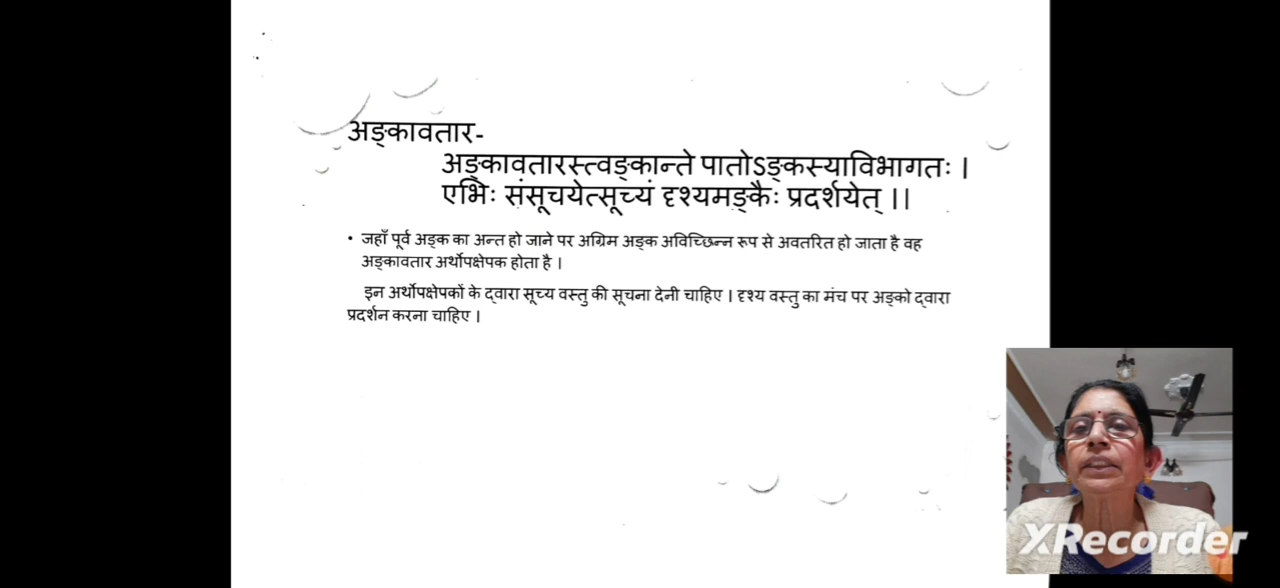 अङ्कावतार-
अङ्कावतारस्त्वङ्कान्ते पातोऽङ्कस्याविभागतः ।
एभिः संसूचयेत्सूच्यं दृश्यमङ्कैः प्रदर्शयेत् ।।
• जहाँ पूर्व अङ्क का अन्त हो जाने पर अग्रिम अङ्क अविच्छिन्न रूप से अवतरित हो जाता है वह
अङ्कावतार अर्थोपक्षेपक होता है ।
इन अर्थोपक्षेपकों के द्वारा सूच्य वस्तु की सूचना देनी चाहिए । दृश्य वस्तु का मंच पर अङ्को द्वारा
प्रदर्शन करना चाहिए ।
XRecorder